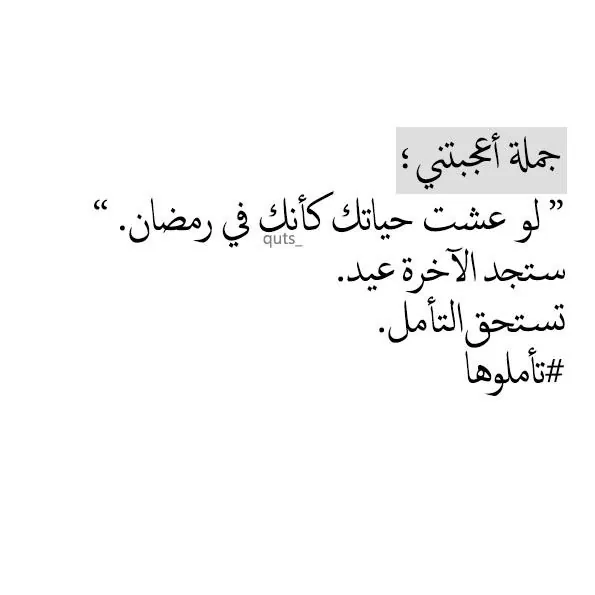 جملة أعجبتني ؛
” لو عشت حياتك كأنك في رمضان. “
quts_
ستجد الآخرة عيد.
تستحق التأمل.
#تأملوها